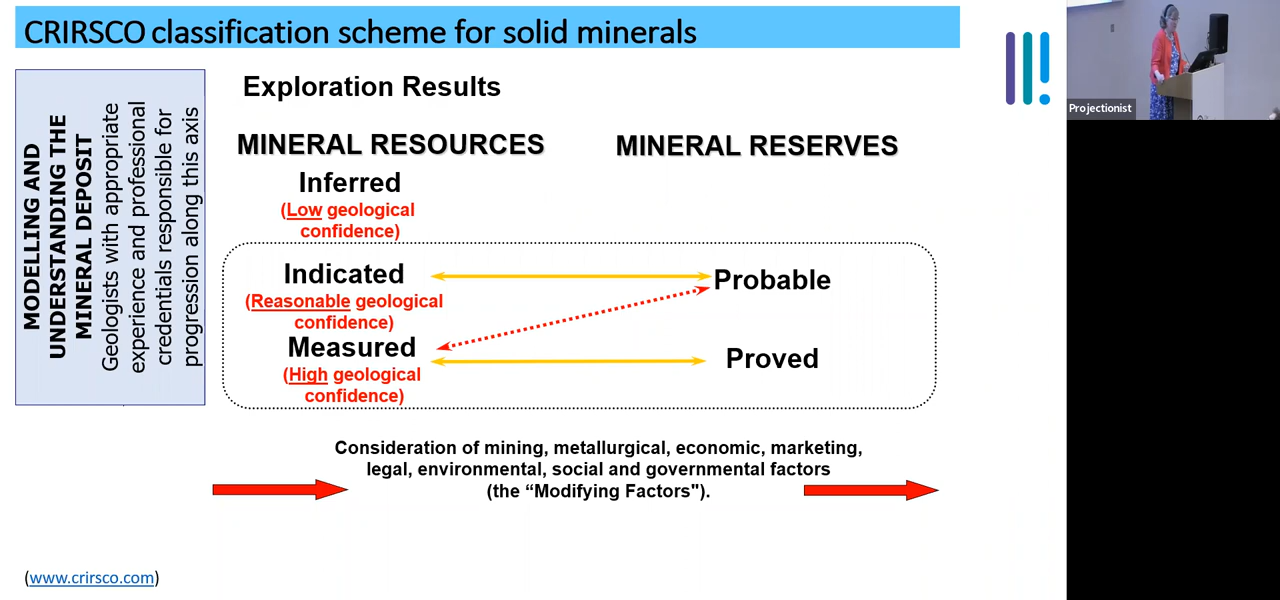 CRIRSCO classification scheme for solid minerals
MODELLING AND
UNDERSTANDING THE
MINERAL DEPOSIT
Geologists with appropriate
experience and professional
credentials responsible for
progression along this axis
Exploration Results
MINERAL RESOURCES
MINERAL RESERVES
Inferred
(Low geological
confidence)
Indicated
(Reasonable geological
confidence)
Probable
Measured
(High geological
confidence)
Proved
Consideration of mining, metallurgical, economic, marketing,
legal, environmental, social and governmental factors
(the “Modifying Factors").
(www.crirsco.com)
Projectionist